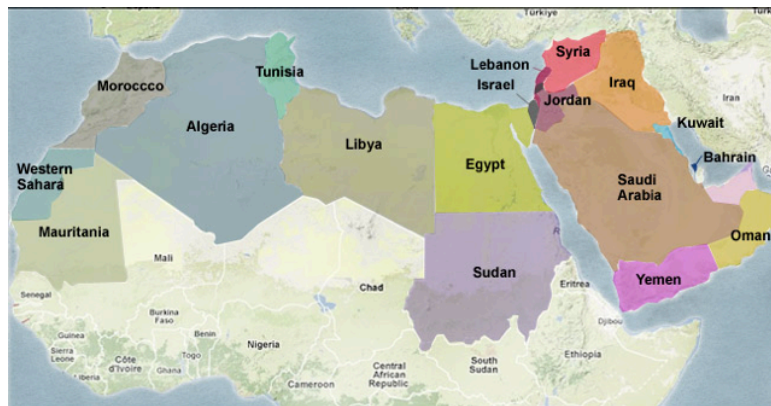 Türkiye
Türk
Syria
Lebanon
Israel
Tunisia
Moroccco
Jordan
Iraq
Iran
Algeria
Libya
Kuwait
Egypt
Bahrain
Western
Sahara
Saudi
Arabia
Mauritania
Oman
Mali
Chad
Sudan
Yemen
Eritrea
Senegal
Burkina
Faso
Djibouti
Guinea
Benin
Nigeria
Sierra
Leone
Côte
d'Ivoire
Togo
Ghana
Liberia
Central
African
Republic
South
Sudan
Ethiopia
Cameroon